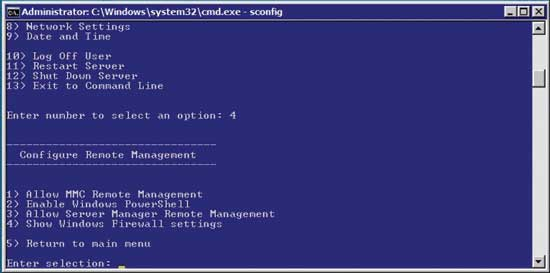 Administrator: C:\Windows\system32\cmd.exe - sconfig
8) Network Settings
9) Date and Time
10) Log Off User
11) Restart Server
12) Shut Down Server
13) Exit to Command Line
Enter number to select an option: 4
--------------------------------
Configure Remote Management
--------------------------------
1) Allow MMC Remote Management
2) Enable Windows PowerShell
3) Allow Server Manager Remote Management
4) Show Windows Firewall settings
5) Return to main menu
Enter selection: _